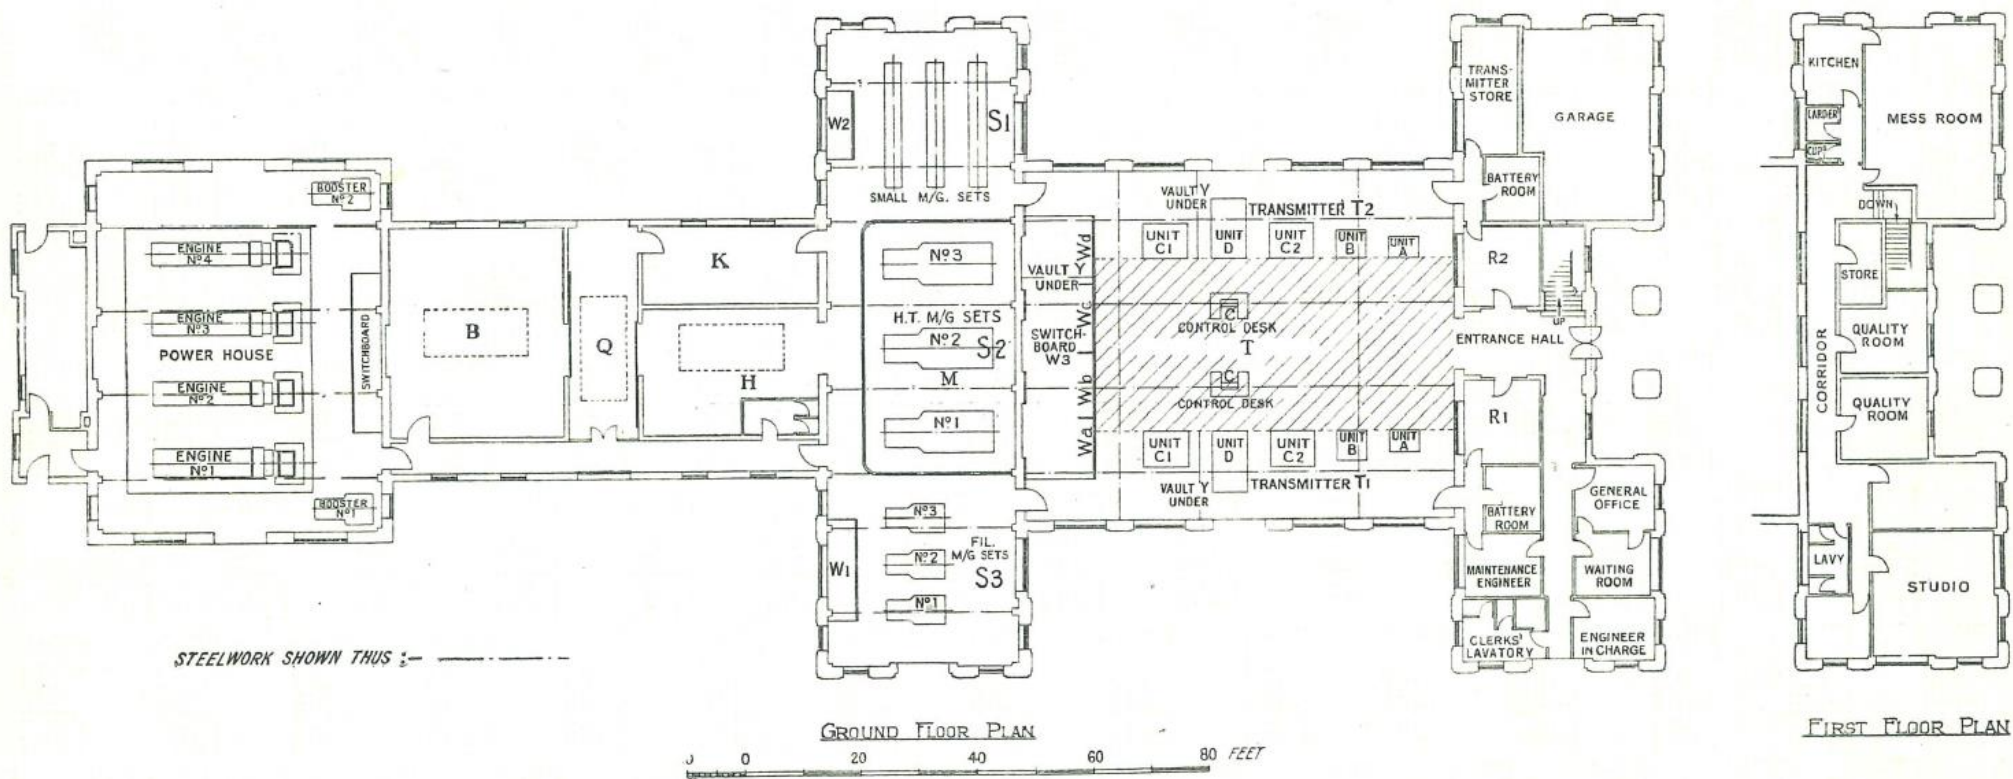 BOOSTER
Nº2
ENGINE
Nº4
ENGINE
Nº3
POWER HOUSE
ENGINE
Nº2
ENGINE
Nº1
SWITCHBOARD
BOOSTER
Nº1
B
Q
K
H
W2
S1
SMALL M/G. SETS
Nº3
H.T. M/G SETS
Nº2
S2
M
Nº1
Nº3
FIL.
M/G SETS
Nº2
S3
Nº1
W1
VAULT Y
UNDER
SWITCH-
BOARD
W3
Wd
Wc
Wb
Wa
VAULT Y
UNDER
TRANSMITTER T2
UNIT
C1
UNIT
D
UNIT
C2
UNIT
B
UNIT
A
C
CONTROL DESK
T
C
CONTROL DESK
UNIT
C1
UNIT
D
UNIT
C2
UNIT
B
UNIT
A
VAULT Y
UNDER
TRANSMITTER T1
TRANS-
MITTER
STORE
GARAGE
BATTERY
ROOM
R2
UP
ENTRANCE HALL
R1
BATTERY
ROOM
GENERAL
OFFICE
MAINTENANCE
ENGINEER
WAITING
ROOM
CLERKS'
LAVATORY
ENGINEER
IN CHARGE
KITCHEN
LARDER
CUPD
MESS ROOM
DOWN
STORE
QUALITY
ROOM
CORRIDOR
QUALITY
ROOM
LAVY
STUDIO
STEELWORK SHOWN THUS :-
GROUND FLOOR PLAN
0 20 40 60 80 FEET
FIRST FLOOR PLAN